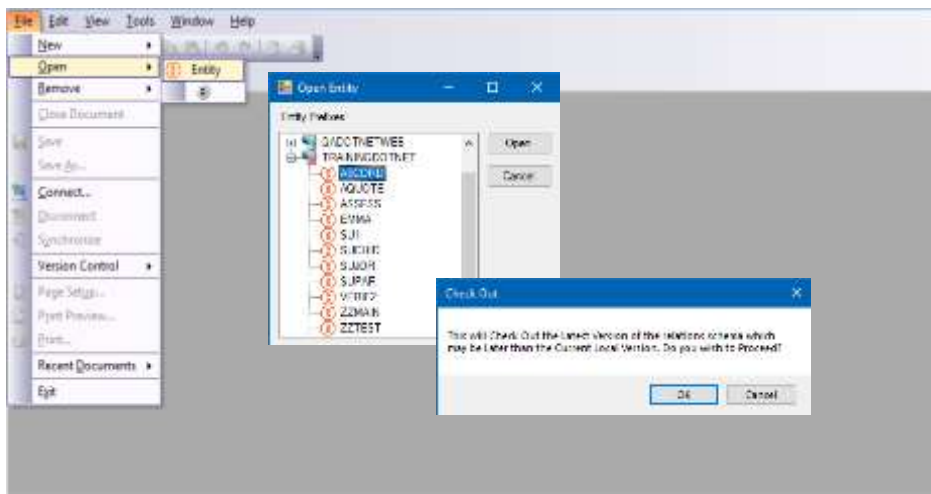 File Edit View Tools Window Help
New
Open
Entity
Remove
Close Document
Save
Save As...
Connect...
Disconnect
Synchronize
Version Control
Page Setup...
Print Preview...
Print...
Recent Documents
Exit
Open Entity
Entity Prefixes
Open
Cancel
TRAININGDOTNET
AQUOTE
ASSESS
EMMA
ZZMAIN
ZZTEST
Check Out
This will Check Out the Latest Version of the relations schema which
may be Later than the Current Local Version. Do you wish to Proceed?
OK Cancel